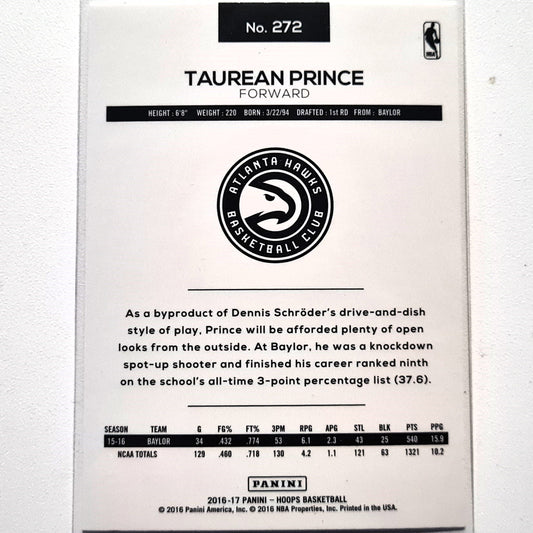 No. 272
NBA
TAUREAN PRINCE
FORWARD
HEIGHT : 6'8" WEIGHT : 220 BORN : 3/22/94 DRAFTED : 1st RD FROM : BAYLOR
ATLANTA HAWKS
BASKETBALL CLUB
As a byproduct of Dennis Schröder's drive-and-dish
style of play, Prince will be afforded plenty of open
looks from the outside. At Baylor, he was a knockdown
spot-up shooter and finished his career ranked ninth
on the school's all-time 3-point percentage list (37.6).
SEASON TEAM G FG% FT% 3PM RPG APG STL BLK PTS PPG
15-16 BAYLOR 34 .432 .774 53 6.1 2.3 43 25 540 15.9
NCAA TOTALS 129 .460 .718 130 4.2 1.1 121 63 1321 10.2
PANINI
2016-17 PANINI – HOOPS BASKETBALL
© 2016 Panini America, Inc. © 2016 NBA Properties, Inc. Printed in the USA.